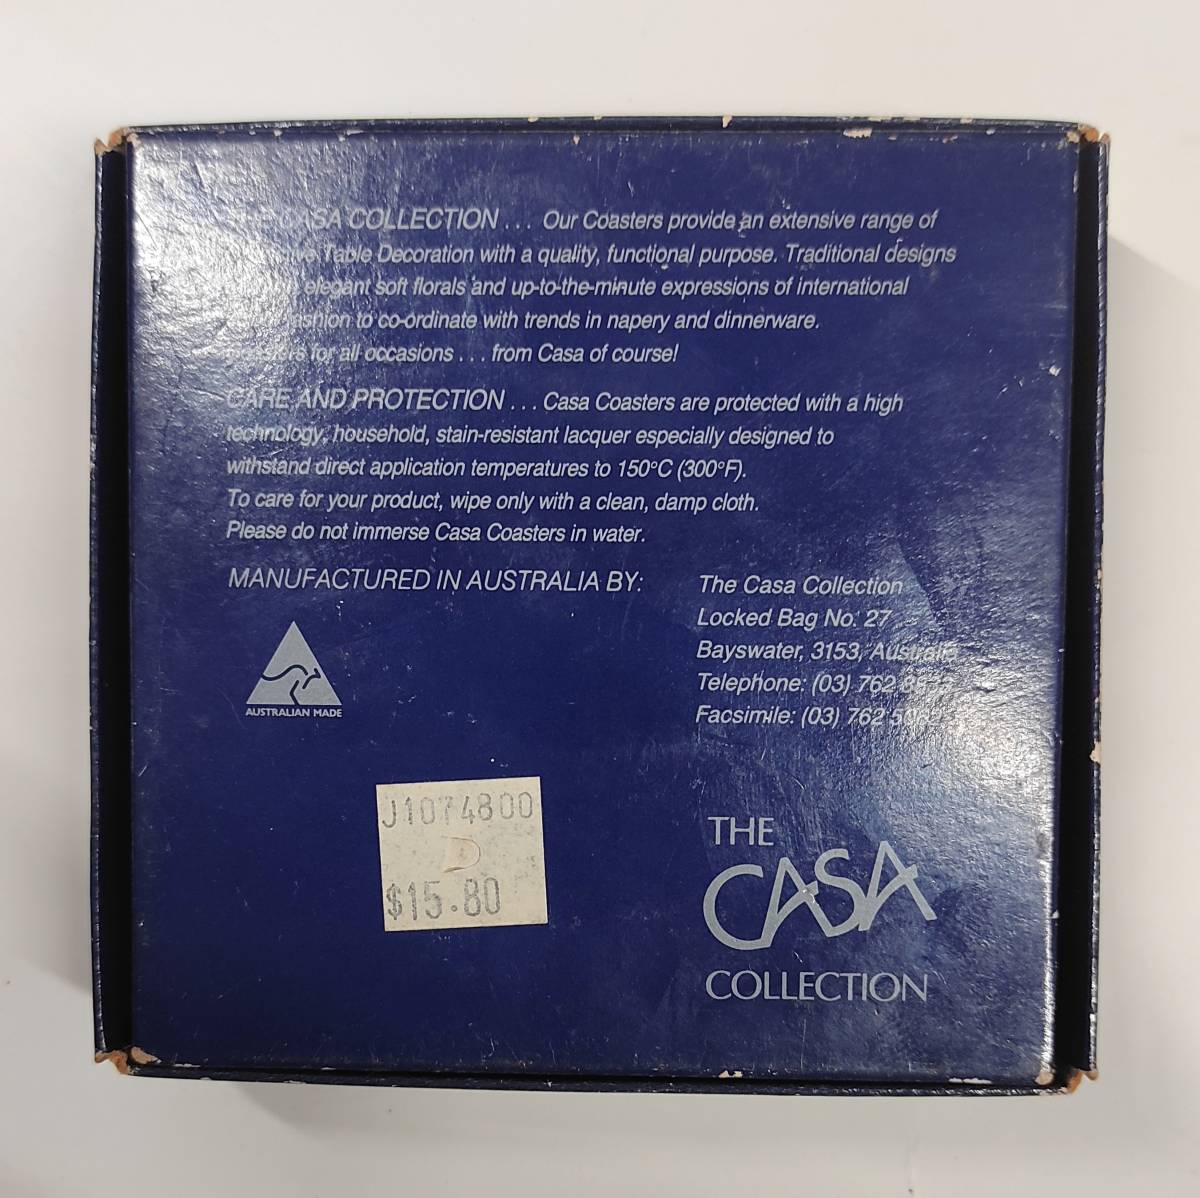 THE CASA COLLECTION . . . Our Coasters provide an extensive range of
Table Decoration with a quality, functional purpose. Traditional designs
elegant soft florals and up-to-the-minute expressions of international
fashion to co-ordinate with trends in napery and dinnerware.
Coasters for all occasions . . . from Casa of course!
CARE AND PROTECTION . . . Casa Coasters are protected with a high
technology, household, stain-resistant lacquer especially designed to
withstand direct application temperatures to 150°C (300°F).
To care for your product, wipe only with a clean, damp cloth.
Please do not immerse Casa Coasters in water.
MANUFACTURED IN AUSTRALIA BY:
The Casa Collection
Locked Bag No. 27
Bayswater, 3153, Australia
Telephone: (03) 762
Facsimile: (03) 762
AUSTRALIAN MADE
J1074800
$15.80
THE
CASA
COLLECTION